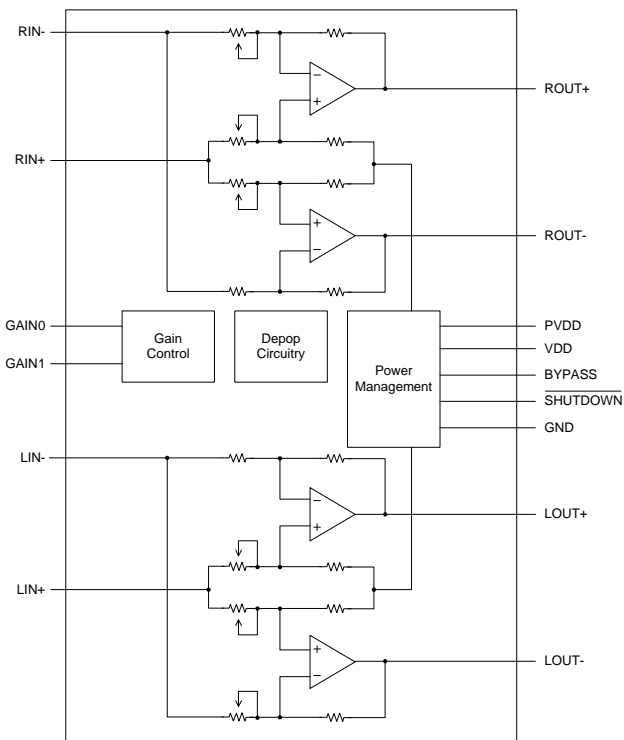 RIN-
ROUT+
RIN+
ROUT-
GAIN0
GAIN1
Gain
Control
Depop
Circuitry
Power
Management
PVDD
VDD
BYPASS
SHUTDOWN
GND
LIN-
LOUT+
LIN+
LOUT-